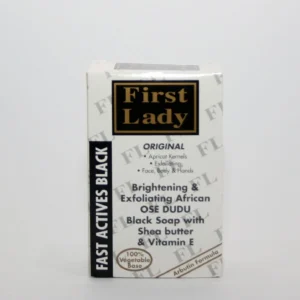 First
Lady
ORIGINAL
• Apricot Kernels
• Exfoliating
• Face, Body & Hands
Brightening &
Exfoliating African
OSE DUDU
Black Soap with
Shea butter
& Vitamin E
100%
Vegetable
Base
Arbutin Formula
FAST ACTIVES BLACK
FL